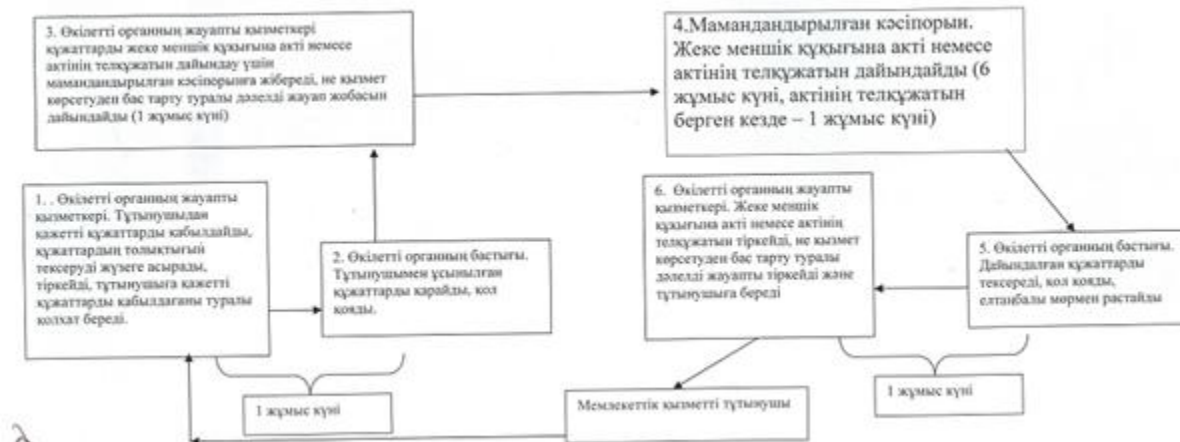 3. Өкілетті органның жауапты қызметкері
құжаттарды жеке меншік құқығына акті немесе
актінің телқұжатын дайындау үшін
мамандандырылған кәсіпорынға жібереді, не қызмет
көрсетуден бас тарту туралы дәлелді жауап жобасын
дайындайды (1 жұмыс күні)
4.Мамандандырылған кәсіпорын.
Жеке меншік құқығына акті немесе
актінің телқұжатын дайындайды (6
жұмыс күні, актінің телқұжатын
берген кезде – 1 жұмыс күні)
1. . Өкілетті органның жауапты
қызметкері. Тұтынушыдан
қажетті құжаттарды қабылдайды,
құжаттардың толықтығын
тексеруді жүзеге асырады,
тіркейді, тұтынушыға қажетті
құжаттарды қабылдағаны туралы
қолхат береді.
2. Өкілетті органның бастығы.
Тұтынушымен ұсынылған
құжаттарды қарайды, қол
қояды.
6. Өкілетті органның жауапты
қызметкері. Жеке меншік
құқығына акті немесе актінің
телқұжатын тіркейді, не қызмет
көрсетуден бас тарту туралы
дәлелді жауапты тіркейді және
тұтынушыға береді
5. Өкілетті органның бастығы.
Дайындалған құжаттарды
тексереді, қол қояды,
елтаңбалы мөрмен растайды
1 жұмыс күні
Мемлекеттік қызметті тұтынушы
1 жұмыс күні